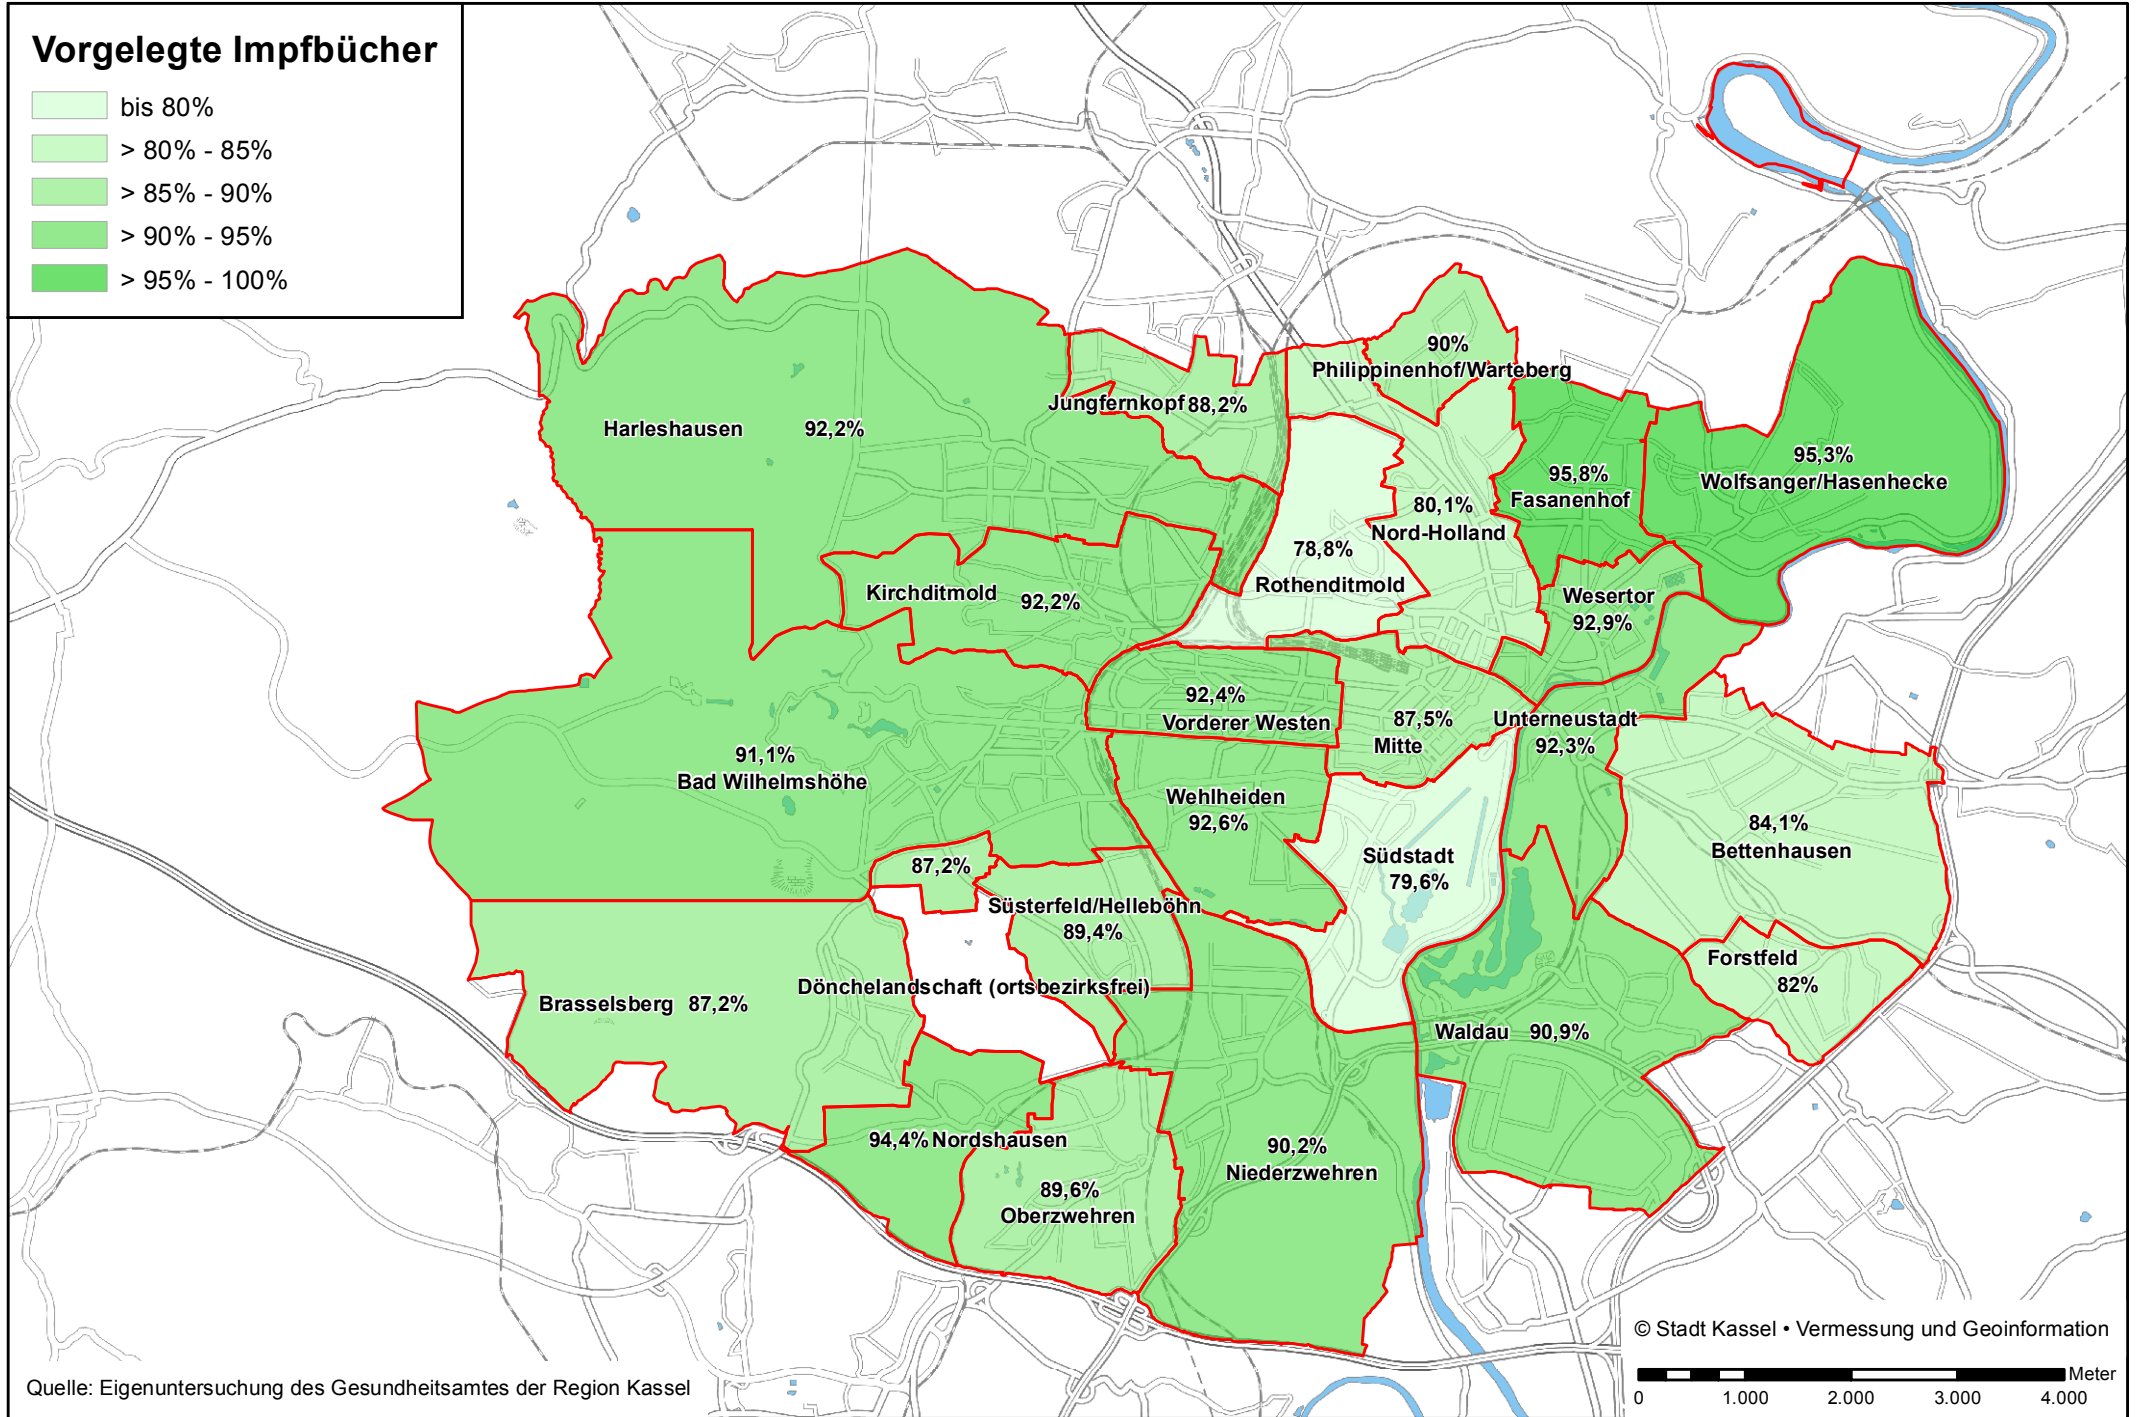 Vorgelegte Impfbücher
bis 80%
> 80% - 85%
> 85% - 90%
> 90% - 95%
> 95% - 100%
90%
Philippinenhof/Warteberg
Jungfernkopf 88,2%
Harleshausen 92,2%
95,3%
Wolfsanger/Hasenhecke
95,8%
Fasanenhof
80,1%
Nord-Holland
78,8%
Rothenditmold
Kirchditmold 92,2%
Wesertor
92,9%
92,4%
Vorderer Westen
87,5%
Mitte
Unterneustadt
92,3%
91,1%
Bad Wilhelmshöhe
Wehlheiden
92,6%
84,1%
Bettenhausen
Südstadt
79,6%
87,2%
Süsterfeld/Helleböhn
89,4%
Forstfeld
82%
Dönchelandschaft (ortsbezirksfrei)
Brasselsberg 87,2%
Waldau 90,9%
94,4% Nordshausen
90,2%
Niederzwehren
89,6%
Oberzwehren
© Stadt Kassel • Vermessung und Geoinformation
Meter
0 1.000 2.000 3.000 4.000
Quelle: Eigenuntersuchung des Gesundheitsamtes der Region Kassel